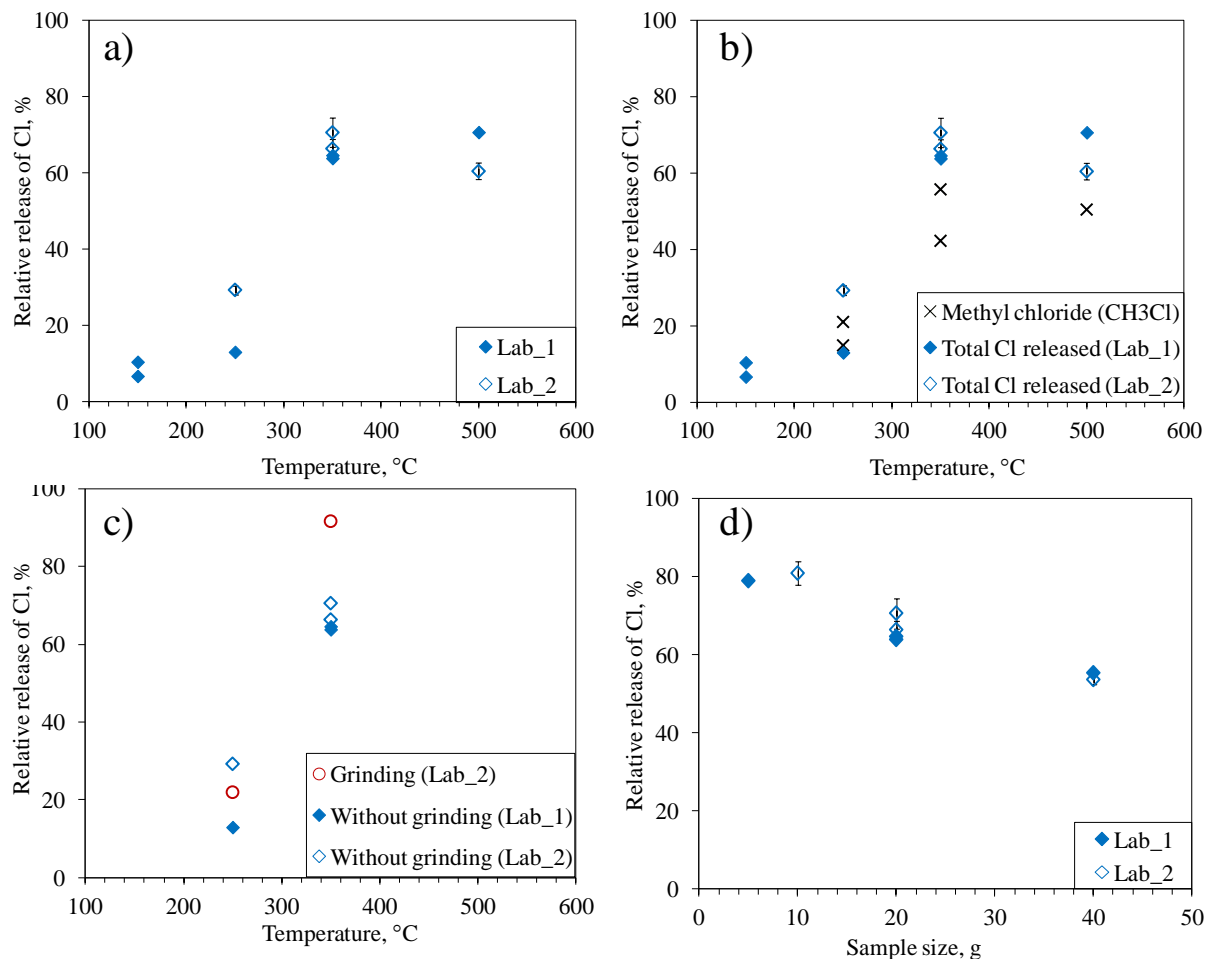 a)
100
80
60
40
20
0
Relative release of Cl, %
100 200 300 400 500 600
Temperature, °C
Lab_1
Lab_2
b)
100
80
60
40
20
0
Relative release of Cl, %
100 200 300 400 500 600
Temperature, °C
Methyl chloride (CH3Cl)
Total Cl released (Lab_1)
Total Cl released (Lab_2)
c)
100
80
60
40
20
0
Relative release of Cl, %
100 200 300 400 500 600
Temperature, °C
Grinding (Lab_2)
Without grinding (Lab_1)
Without grinding (Lab_2)
d)
100
80
60
40
20
0
Relative release of Cl, %
0 10 20 30 40 50
Sample size, g
Lab_1
Lab_2